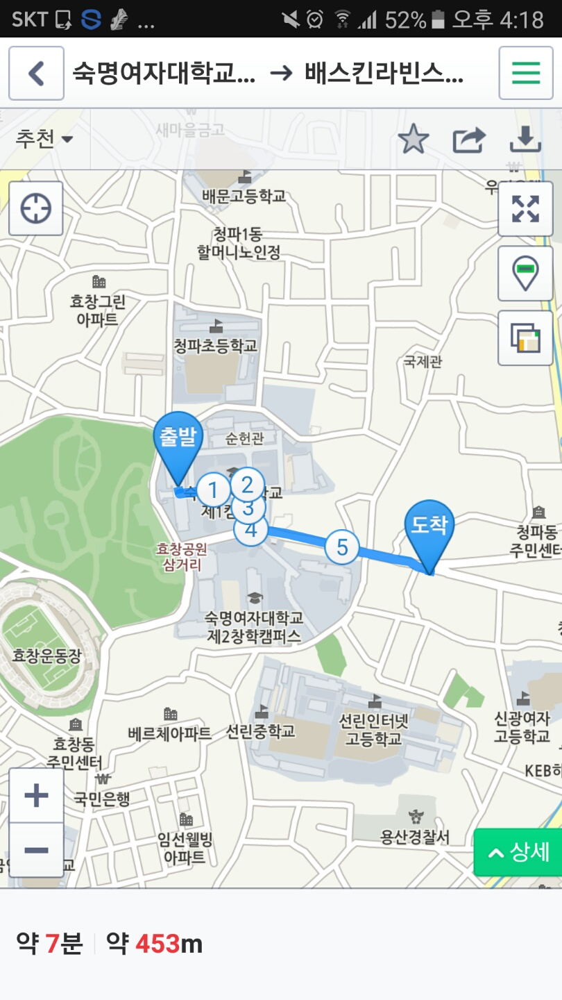 SKT ... 52% 오후 4:18
숙명여자대학교... → 배스킨라빈스...
추천
새마을금고
배문고등학교
청파1동
할머니노인정
효창그린
아파트
청파초등학교
국제관
출발
순헌관
1
2
3
4
5
제1캠
도착
효창공원
삼거리
청파동
주민센터
숙명여자대학교
제2창학캠퍼스
효창운동장
베르체아파트
선린중학교
선린인터넷
고등학교
신광여자
고등학교
효창동
주민센터
KEB하
국민은행
임선웰빙
아파트
용산경찰서
상세
약 7분
약 453m